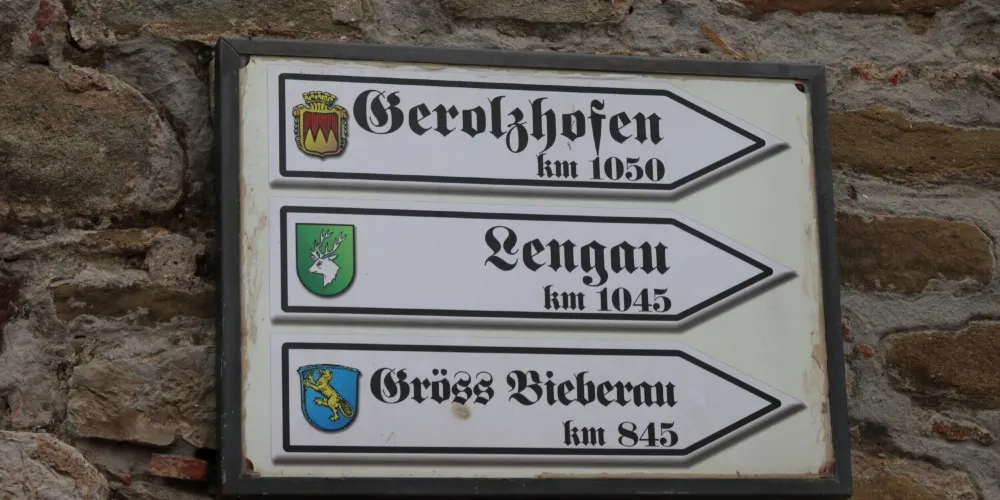 Gerolzhofen
km 1050
Lengau
km 1045
Gröss Bieberau
km 845